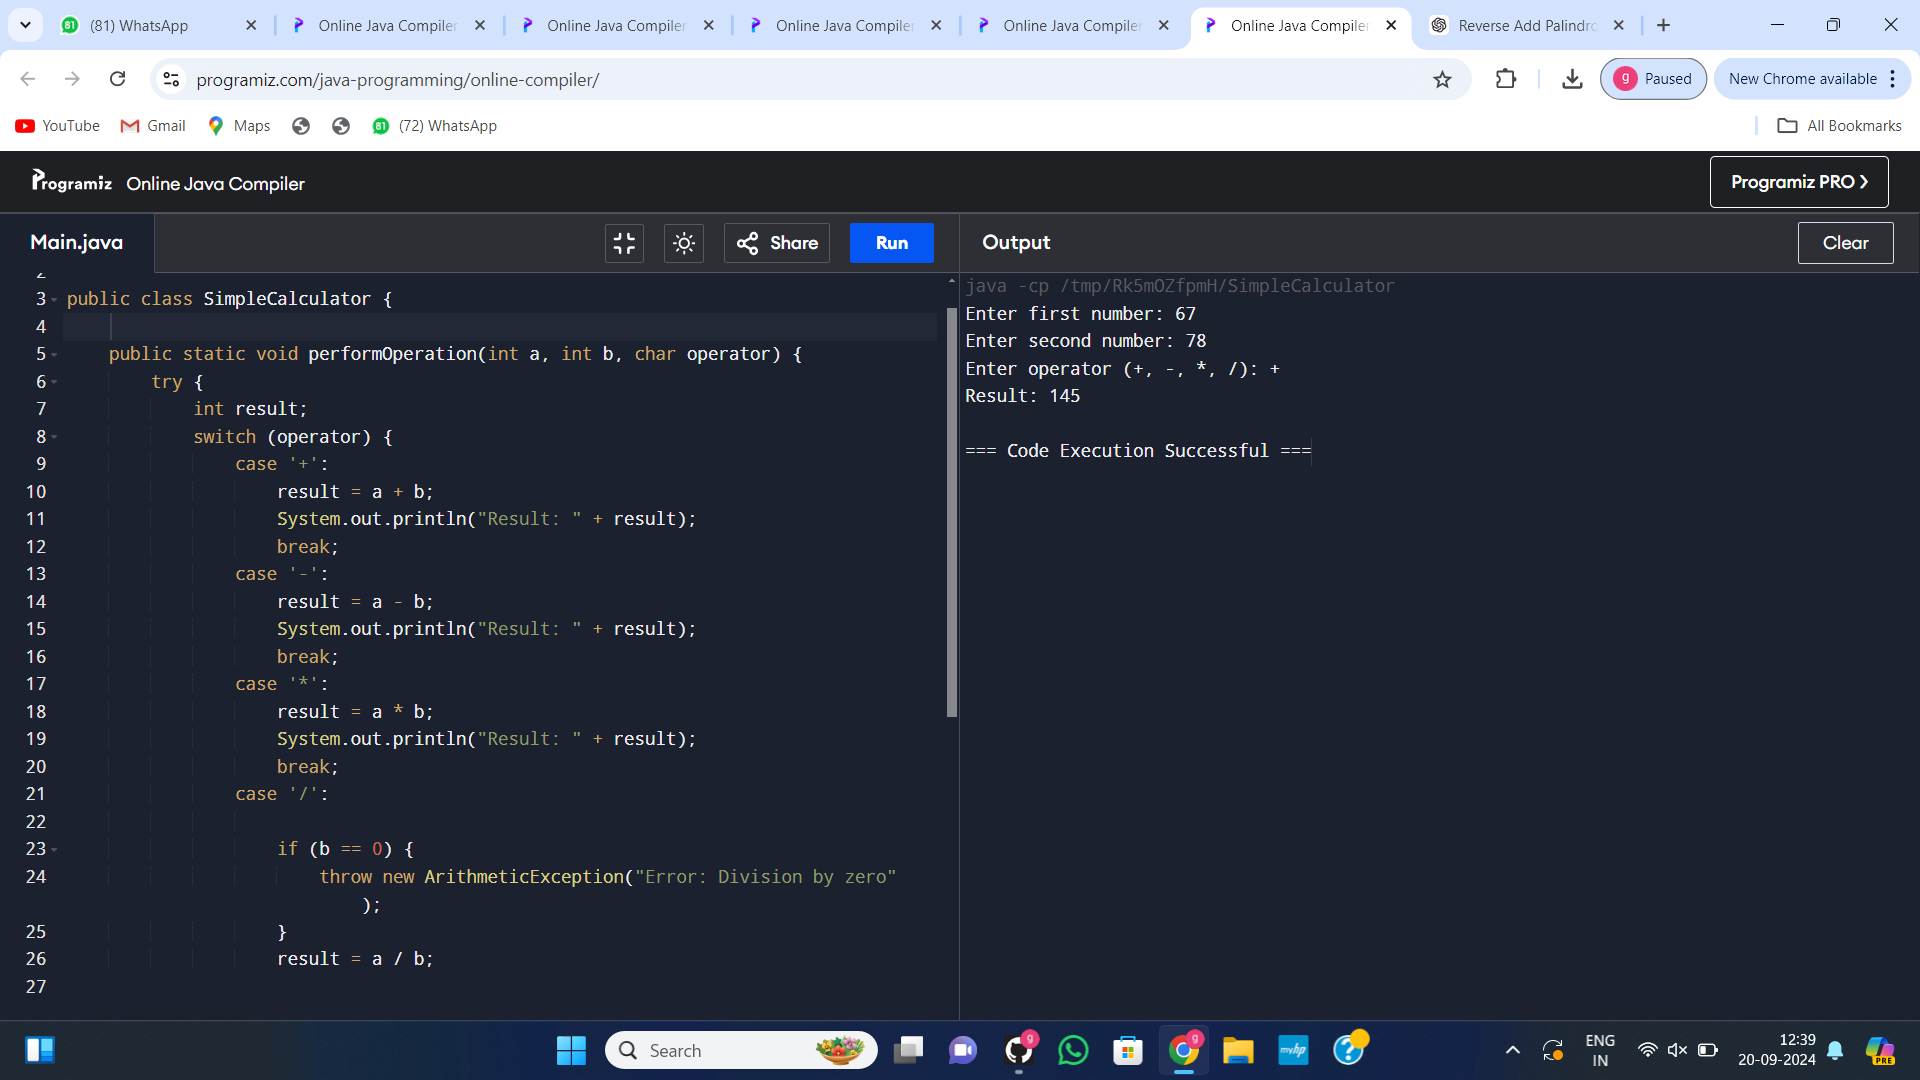 (81) WhatsApp
Online Java Compiler
Online Java Compiler
Online Java Compiler
Online Java Compiler
Online Java Compiler
Reverse Add Palindro
programiz.com/java-programming/online-compiler/
g Paused
New Chrome available
YouTube
Gmail
Maps
81 (72) WhatsApp
All Bookmarks
Programiz Online Java Compiler
Programiz PRO
Main.java
Share
Run
Output
Clear
2
3 public class SimpleCalculator {
4
5 public static void performOperation(int a, int b, char operator) {
6 try {
7 int result;
8 switch (operator) {
9 case '+':
10 result = a + b;
11 System.out.println("Result: " + result);
12 break;
13 case '-':
14 result = a - b;
15 System.out.println("Result: " + result);
16 break;
17 case '*':
18 result = a * b;
19 System.out.println("Result: " + result);
20 break;
21 case '/':
22
23 if (b == 0) {
24 throw new ArithmeticException("Error: Division by zero"
);
25 }
26 result = a / b;
27
java -cp /tmp/Rk5mOZfpmH/SimpleCalculator
Enter first number: 67
Enter second number: 78
Enter operator (+, -, *, /): +
Result: 145
=== Code Execution Successful ===
Search
g
g
myhp
ENG
IN
12:39
20-09-2024
PRE